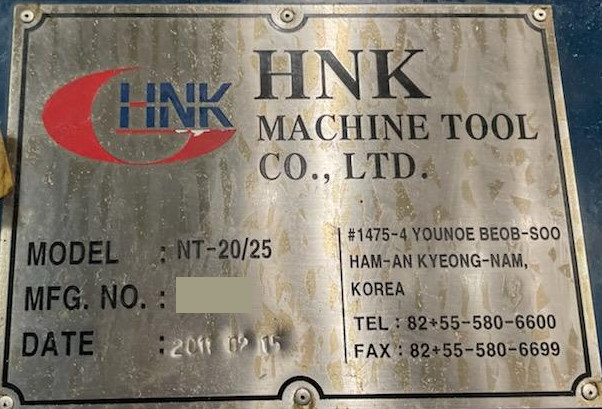 HNK
HNK
MACHINE TOOL
CO., LTD.
MODEL : NT-20/25
MFG. NO. :
DATE : 2011 02 15
#1475-4 YOUNOE BEOB-SOO
HAM-AN KYEONG-NAM,
KOREA
TEL : 82+55-580-6600
FAX : 82+55-580-6699